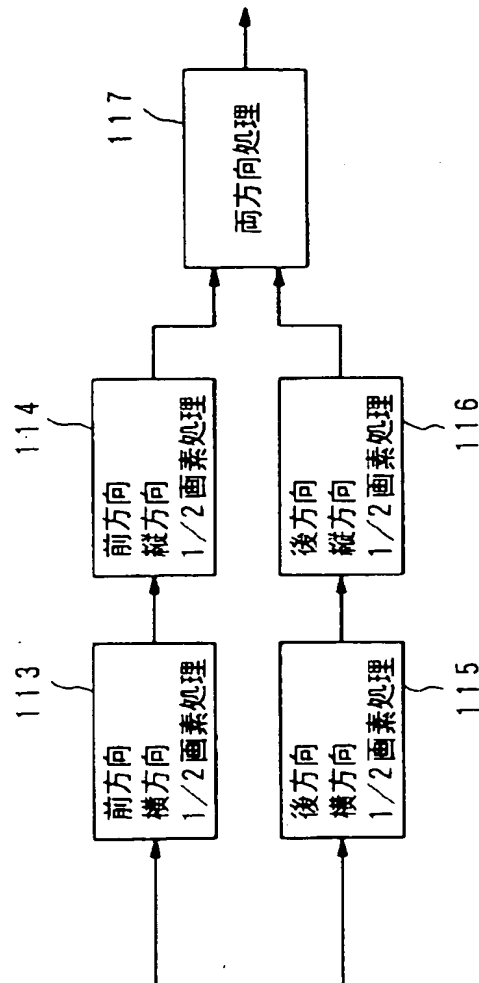 113
前方向
横方向
1/2画素処理
114
前方向
縦方向
1/2画素処理
115
後方向
横方向
1/2画素処理
116
後方向
縦方向
1/2画素処理
117
両方向処理